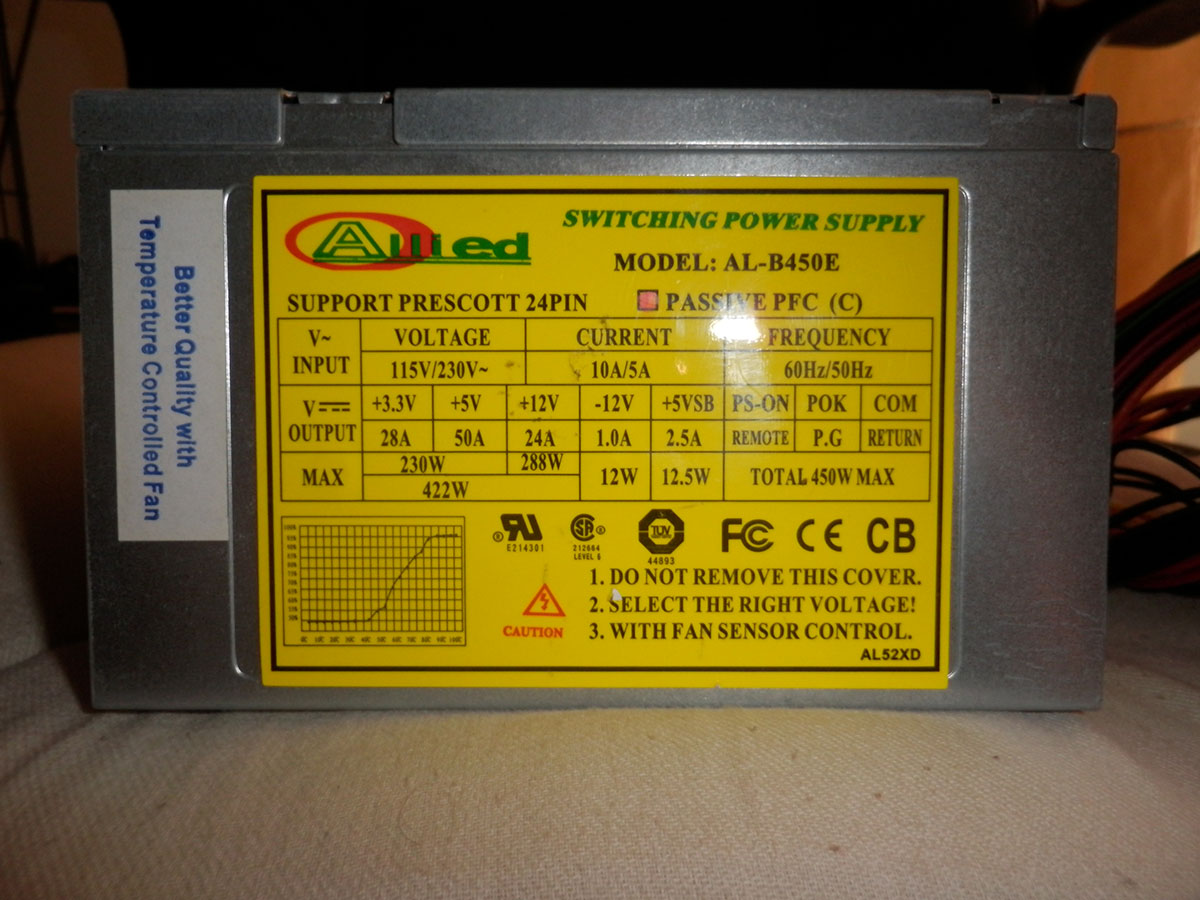 Better Quality with
Temperature Controlled Fan
Allied
SWITCHING POWER SUPPLY
MODEL: AL-B450E
SUPPORT PRESCOTT 24PIN
PASSIVE PFC (C)
V~ INPUT
VOLTAGE CURRENT FREQUENCY
115V/230V~ 10A/5A 60Hz/50Hz
V OUTPUT
+3.3V +5V +12V -12V +5VSB PS-ON POK COM
28A 50A 24A 1.0A 2.5A REMOTE P.G RETURN
MAX
230W 288W 12W 12.5W TOTAL 450W MAX
422W
E214301
SA
212664
LEVEL 6
TUV
44893
FC CE CB
1. DO NOT REMOVE THIS COVER.
2. SELECT THE RIGHT VOLTAGE!
3. WITH FAN SENSOR CONTROL.
CAUTION
AL52XD